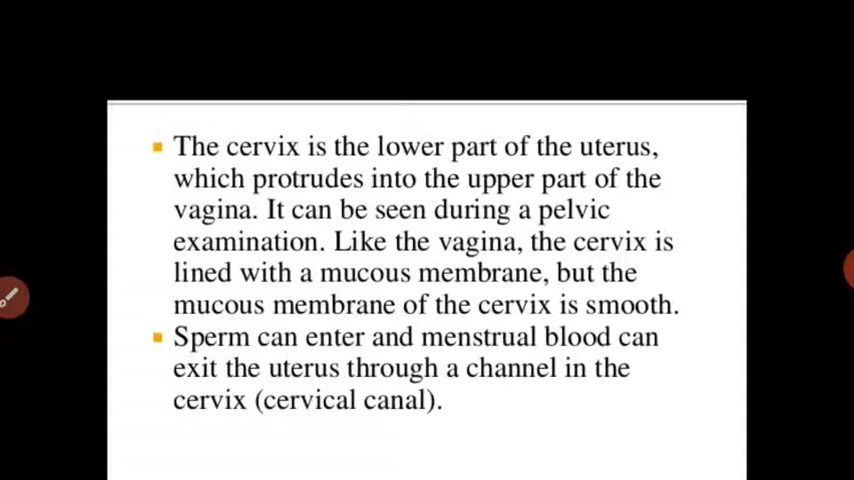 The cervix is the lower part of the uterus,
which protrudes into the upper part of the
vagina. It can be seen during a pelvic
examination. Like the vagina, the cervix is
lined with a mucous membrane, but the
mucous membrane of the cervix is smooth.
Sperm can enter and menstrual blood can
exit the uterus through a channel in the
cervix (cervical canal).